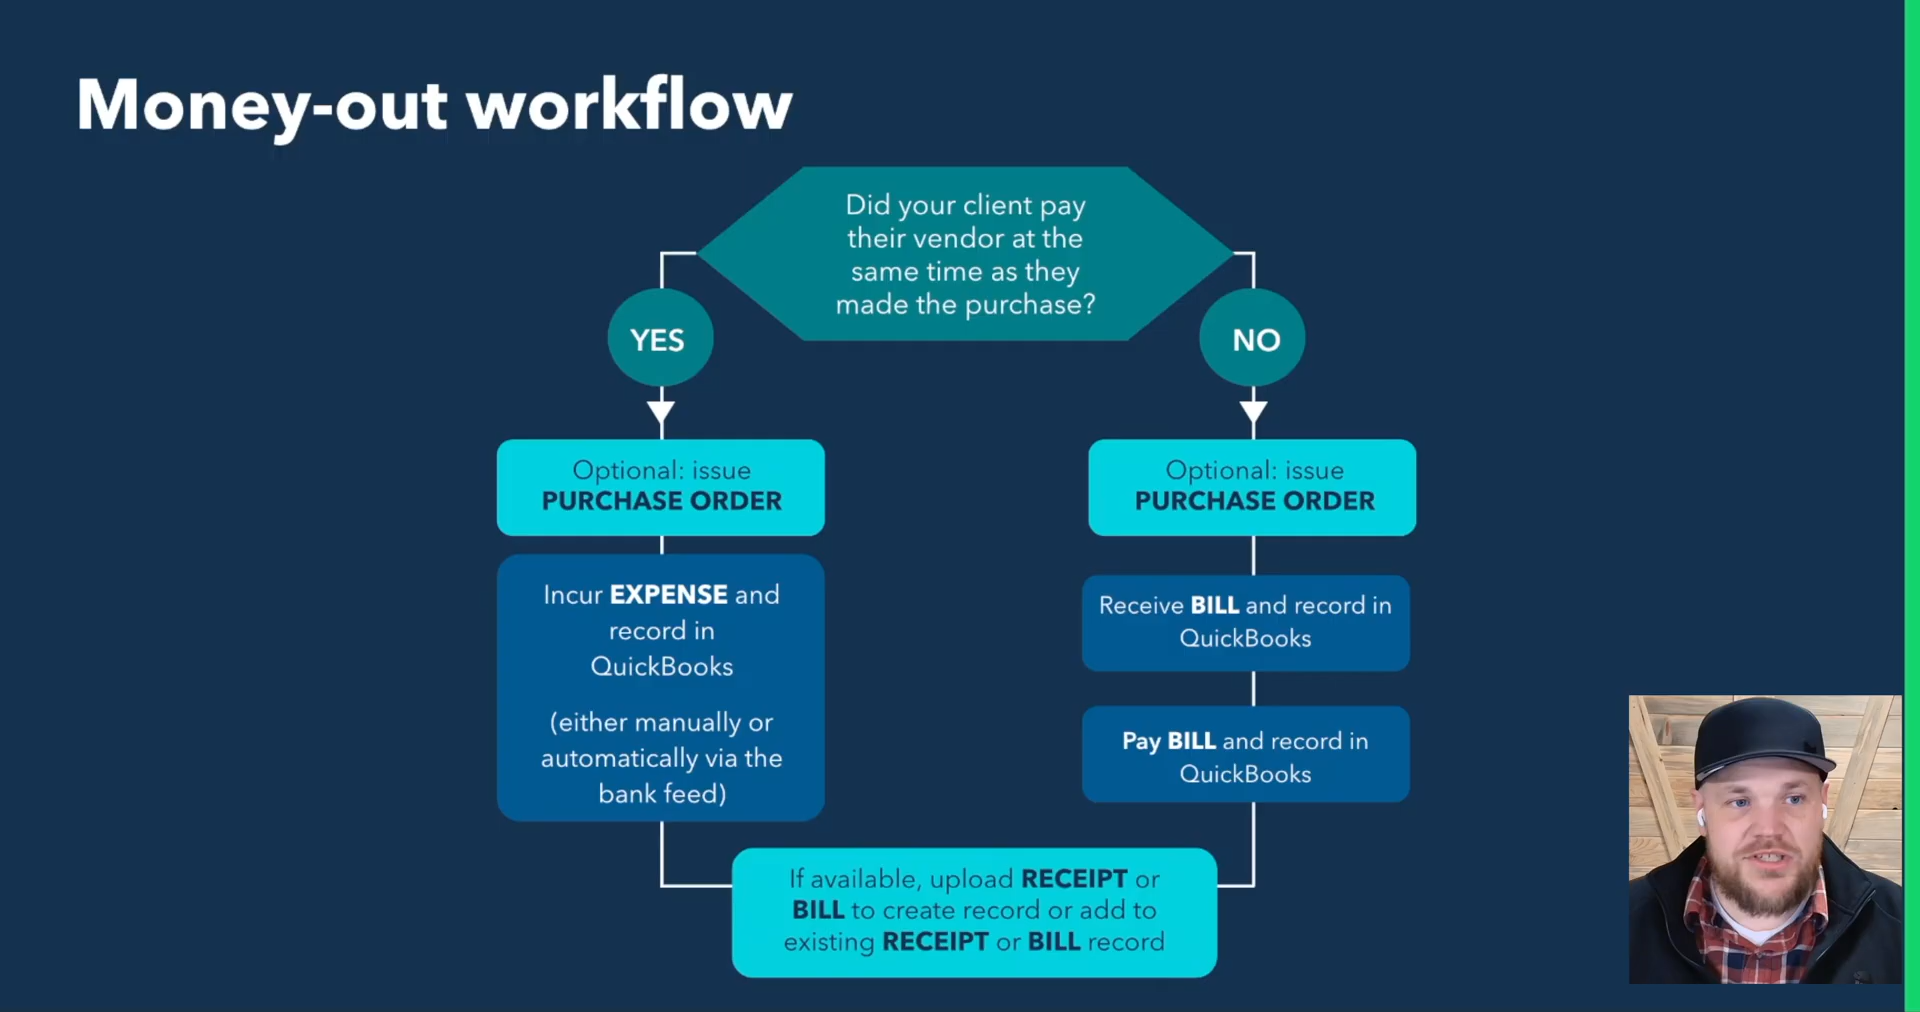 Money-out workflow
Did your client pay
their vendor at the
same time as they
made the purchase?
YES
NO
Optional: issue
PURCHASE ORDER
Incur EXPENSE and
record in
QuickBooks
(either manually or
automatically via the
bank feed)
Optional: issue
PURCHASE ORDER
Receive BILL and record in
QuickBooks
Pay BILL and record in
QuickBooks
If available, upload RECEIPT or
BILL to create record or add to
existing RECEIPT or BILL record